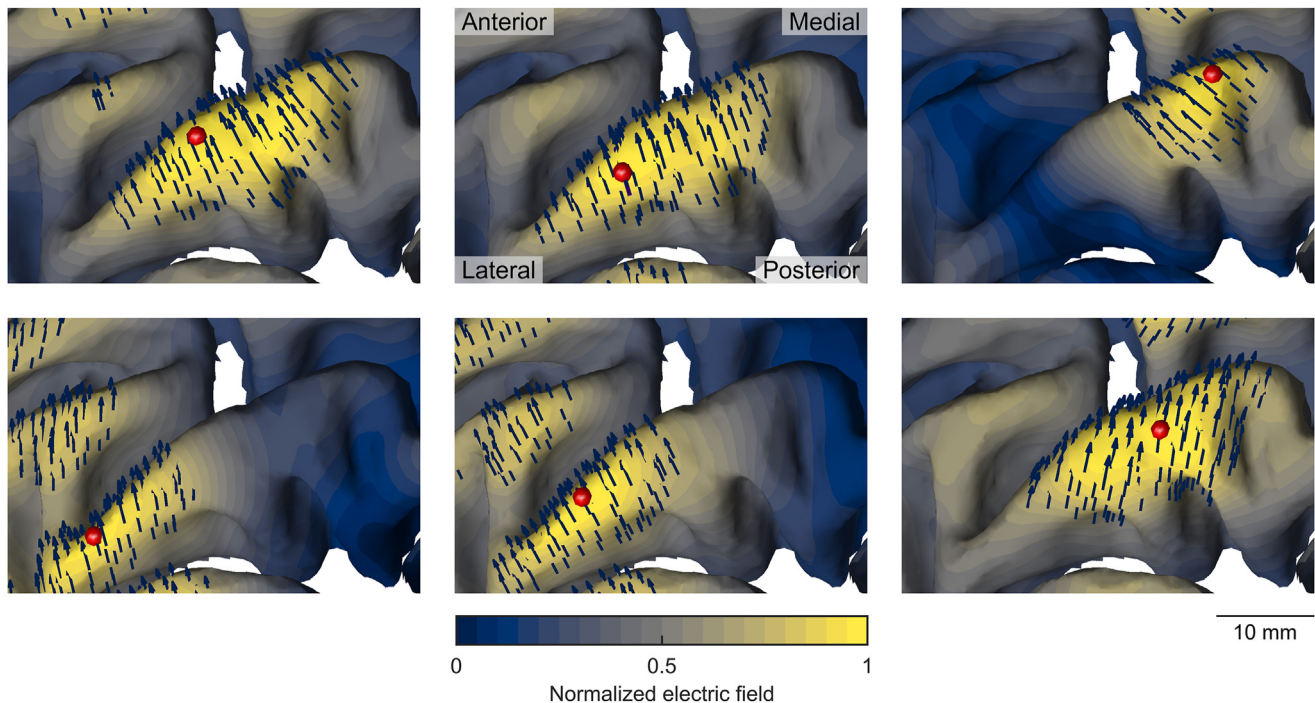 Anterior
Medial
Lateral
Posterior
0
0.5
1
Normalized electric field
10 mm